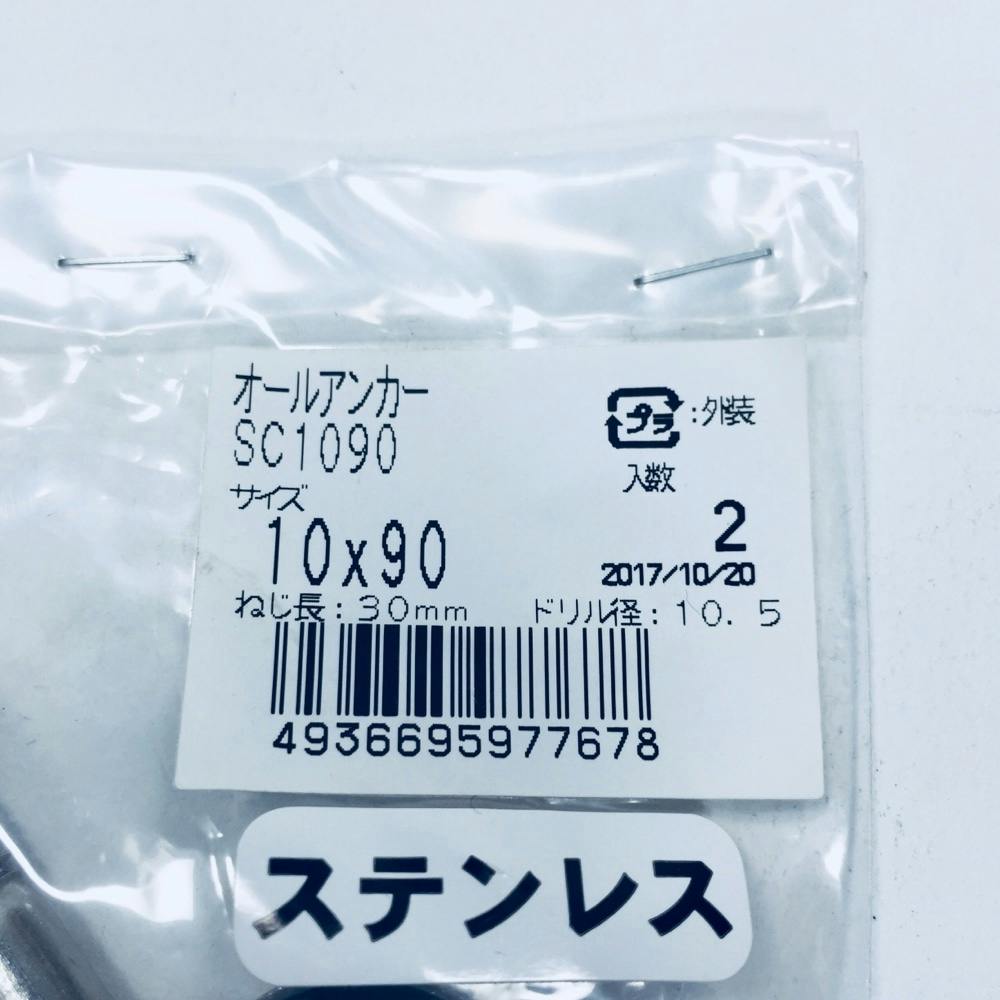 オールアンカー
SC1090
プラ :外装
入数
サイズ
10x90
2
2017/10/20
ねじ長:30mm ドリル径:10.5
4936695977678
ステンレス